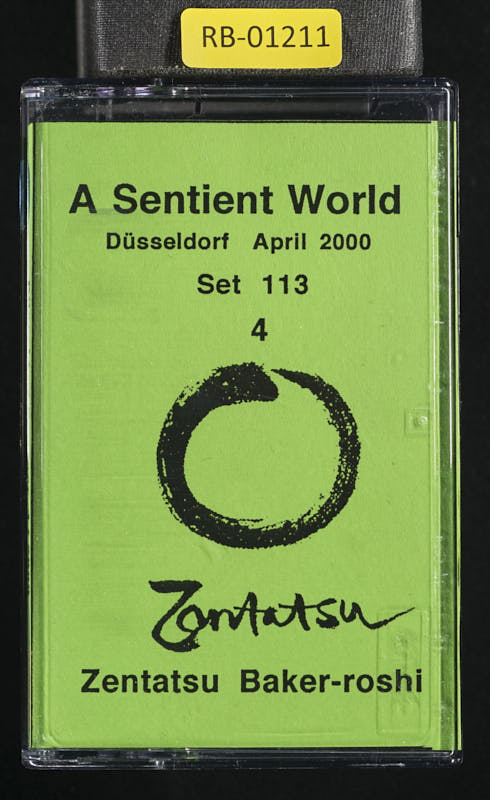 RB-01211
A Sentient World
Düsseldorf April 2000
Set 113
4
Zentatsu
Zentatsu Baker-roshi